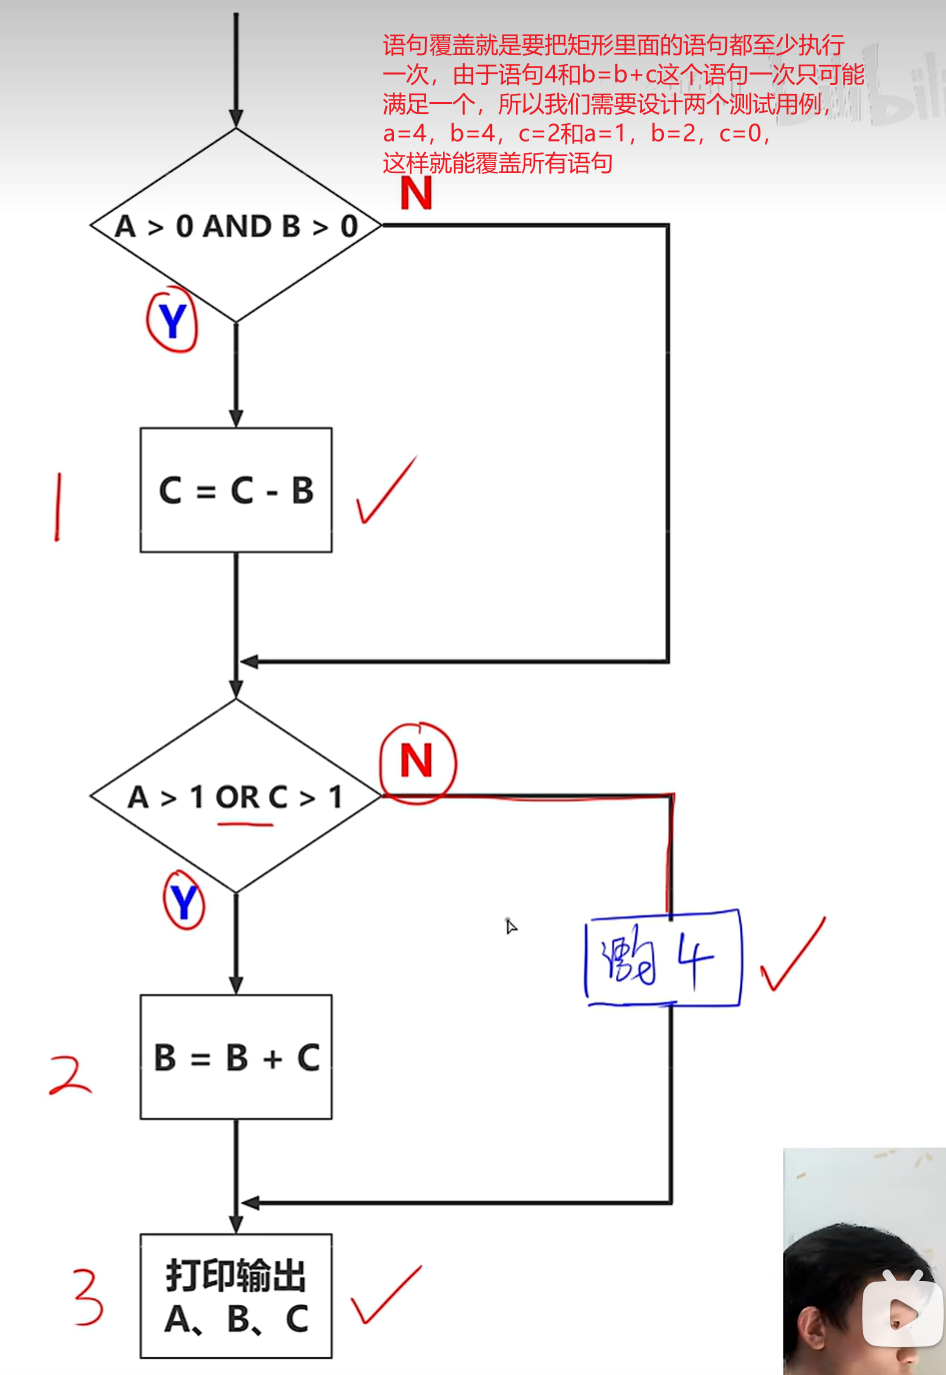 语句覆盖就是要把矩形里面的语句都至少执行
一次，由于语句4和b=b+c这个语句一次只可能
满足一个，所以我们需要设计两个测试用例，
a=4，b=4，c=2和a=1，b=2，c=0，
这样就能覆盖所有语句
N
A > 0 AND B > 0
Y
1
C = C - B
N
A > 1 OR C > 1
Y
语句 4
2
B = B + C
3
打印输出
A、B、C